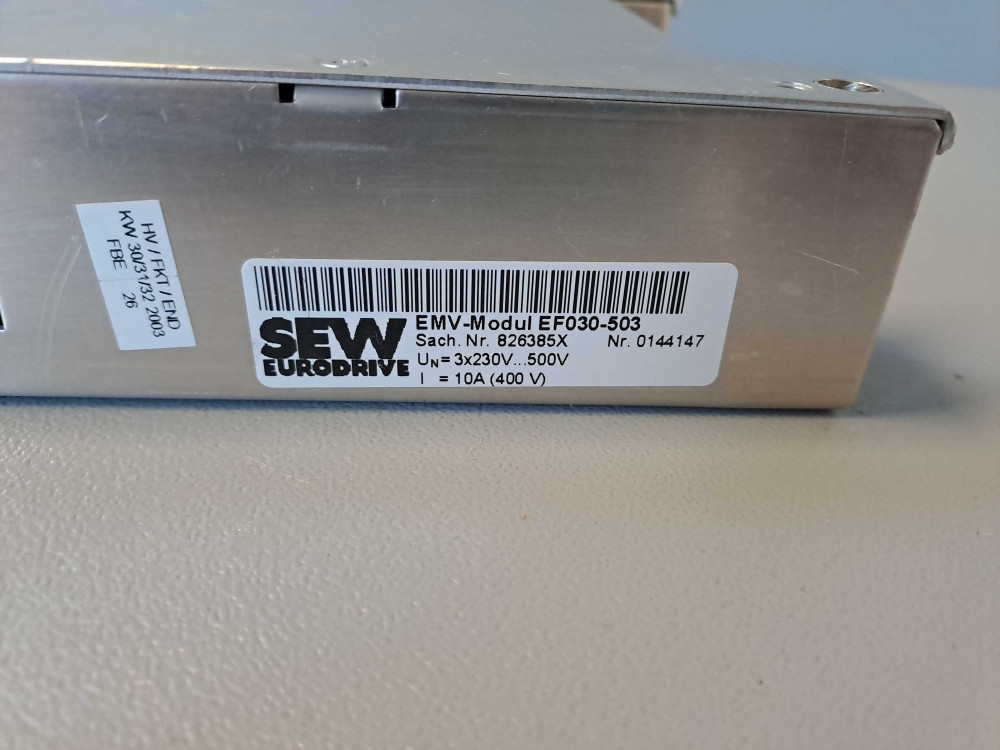 HV / FKT / END
KW 30/31/32 2003
FBE 26
SEW
EURODRIVE
EMV-Modul EF030-503
Sach. Nr. 826385X Nr. 0144147
UN= 3x230V...500V
I = 10A (400 V)